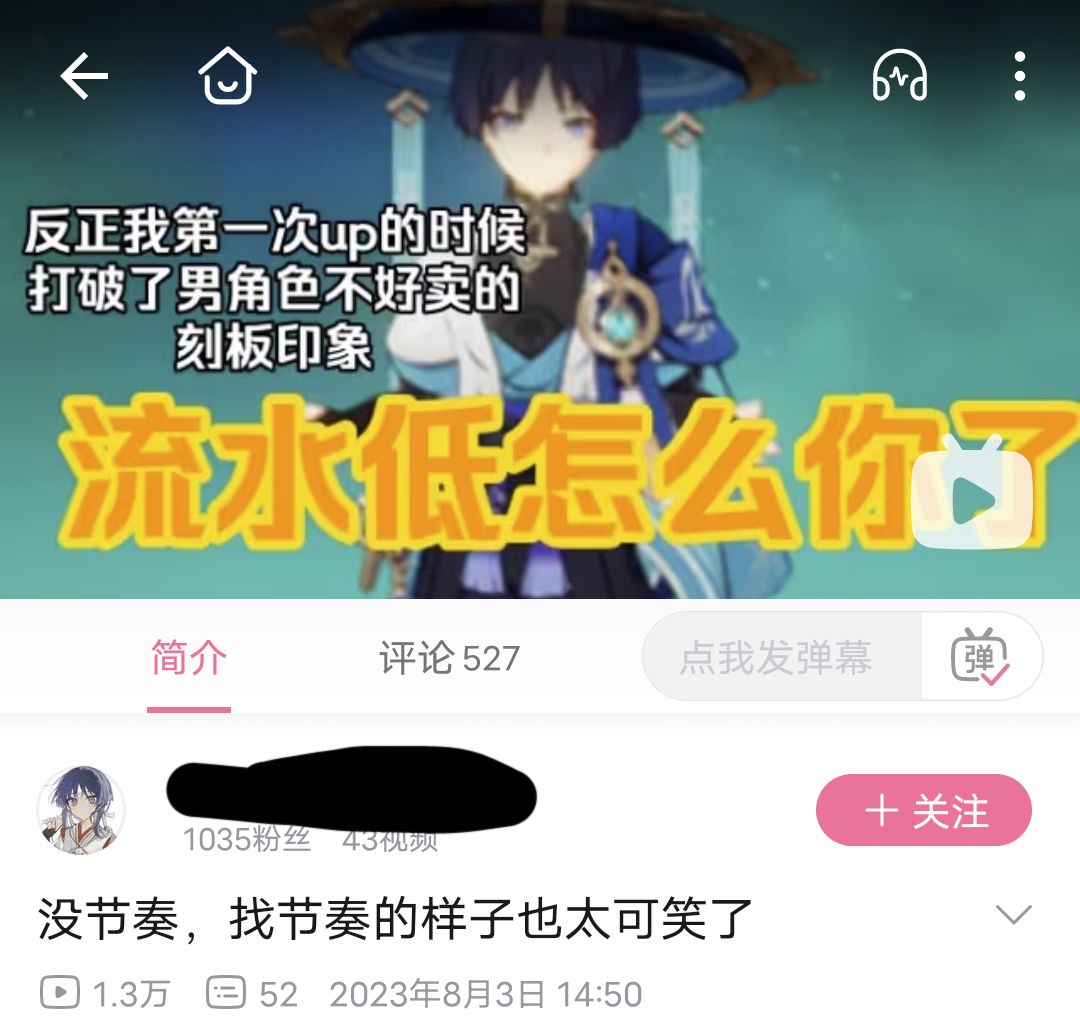 反正我第一次up的时候
打破了男角色不好卖的
刻板印象
流水低怎么你了
简介
评论 527
点我发弹幕
弹
1035粉丝 43视频
+ 关注
没节奏，找节奏的样子也太可笑了
1.3万 52 2023年8月3日 14:50